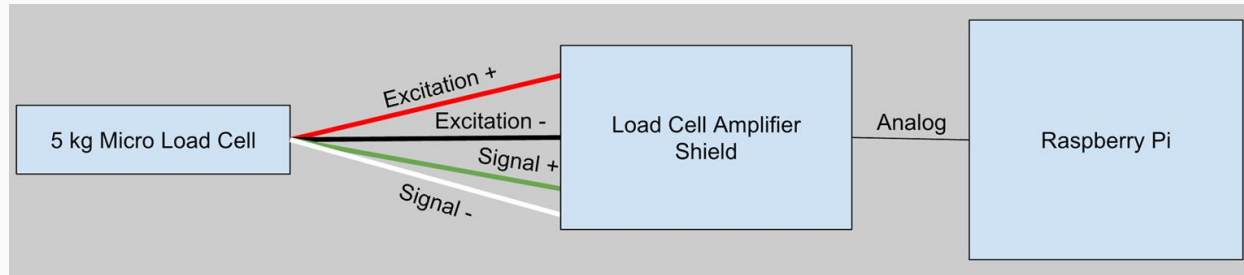 5 kg Micro Load Cell
Excitation +
Excitation -
Signal +
Signal -
Load Cell Amplifier
Shield
Analog
Raspberry Pi